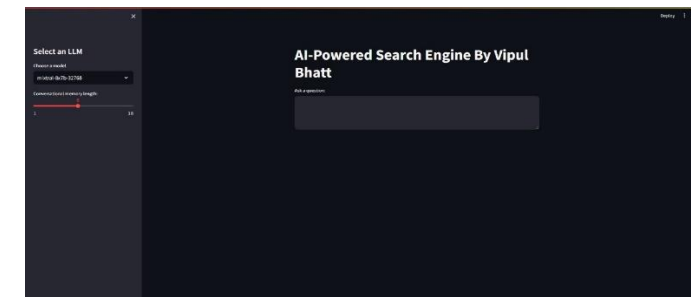 Select an LLM
Choose a model
mixtral-8x7b-32768
Conversational memory length:
1
10
Deploy
AI-Powered Search Engine By Vipul
Bhatt
Ask a question: